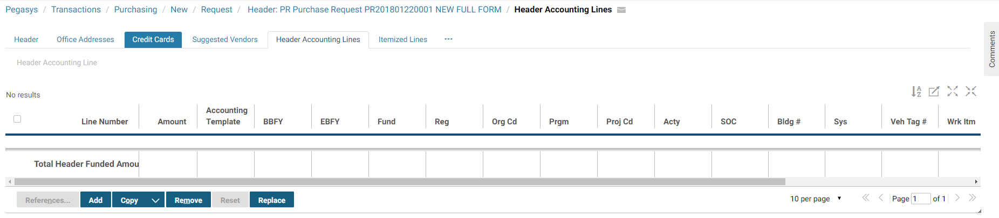 Pegasys / Transactions / Purchasing / New / Request / Header: PR Purchase Request PR201801220001 NEW FULL FORM / Header Accounting Lines
Header Office Addresses Credit Cards Suggested Vendors Header Accounting Lines Itemized Lines ...
Comments
Header Accounting Line
No results
Line Number Amount Accounting Template BBFY EBFY Fund Reg Org Cd Prgm Proj Cd Acty SOC Bldg # Sys Veh Tag # Wrk Itm
Total Header Funded Amou
References... Add Copy Remove Reset Replace 10 per page Page 1 of 1